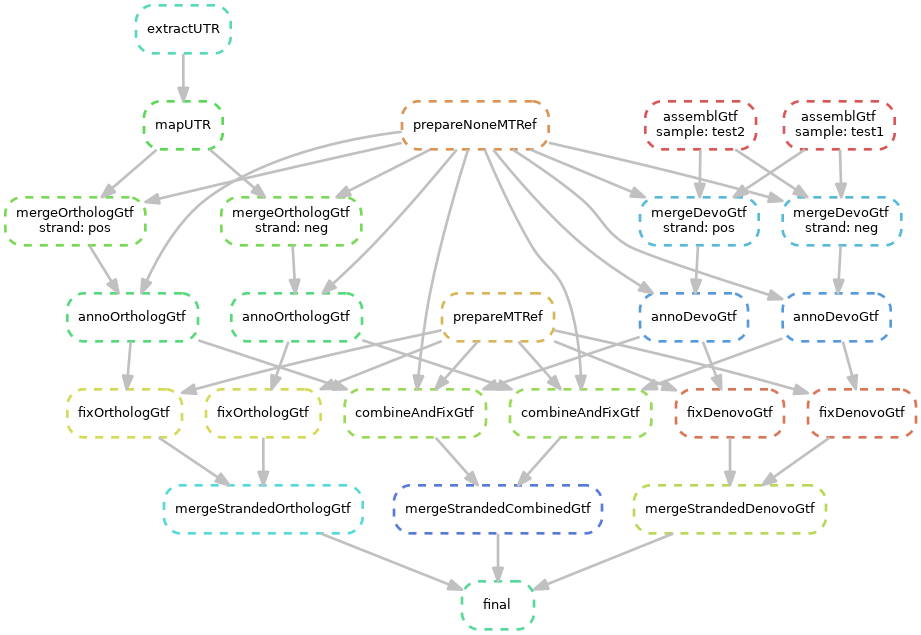 extractUTR
mapUTR
prepareNoneMTRef
assemblGtf
sample: test2
assemblGtf
sample: test1
mergeOrthologGtf
strand: pos
mergeOrthologGtf
strand: neg
mergeDevoGtf
strand: pos
mergeDevoGtf
strand: neg
annoOrthologGtf
annoOrthologGtf
prepareMTRef
annoDevoGtf
annoDevoGtf
fixOrthologGtf
fixOrthologGtf
combineAndFixGtf
combineAndFixGtf
fixDenovoGtf
fixDenovoGtf
mergeStrandedOrthologGtf
mergeStrandedCombinedGtf
mergeStrandedDenovoGtf
final